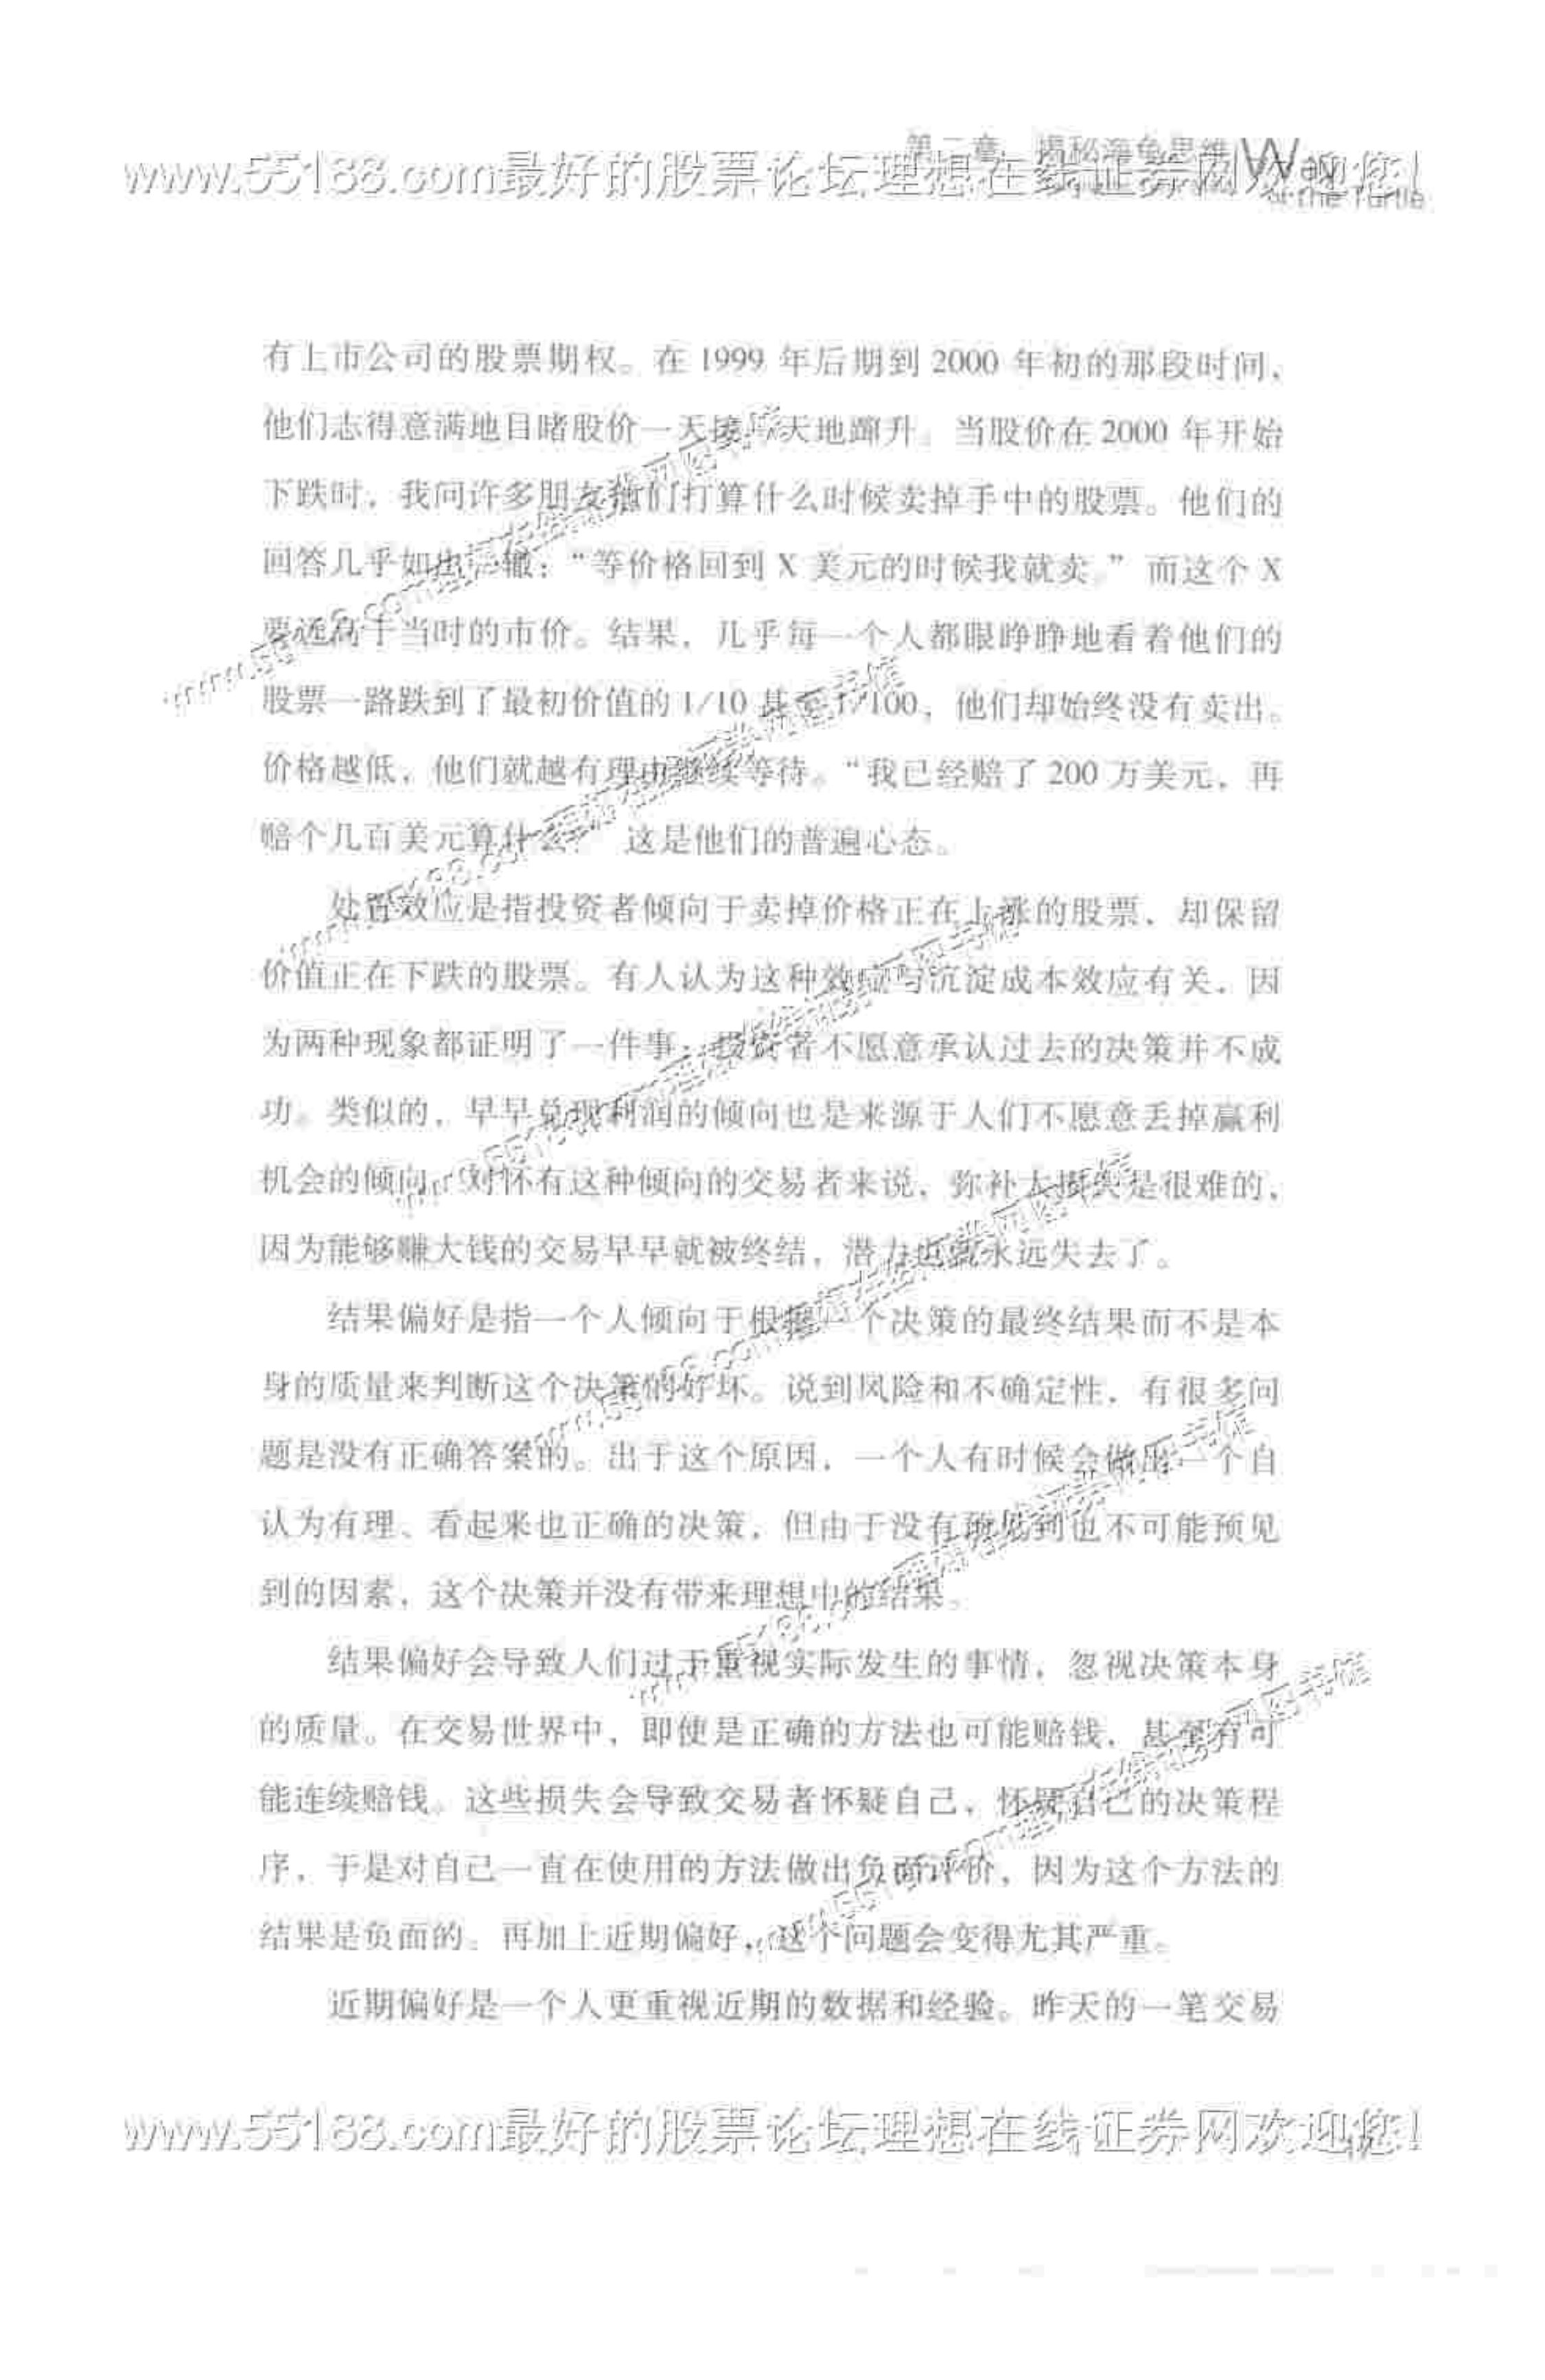 第二章 揭秘海龟思维 Way
of the Turtle
www.55188.com最好的股票论坛理想在线证券网欢迎您！
有上市公司的股票期权。在 1999 年后期到 2000 年初的那段时间，
他们志得意满地目睹股价一天接一天地蹿升。当股价在 2000 年开始
下跌时，我问许多朋友他们打算什么时候卖掉手中的股票。他们的
回答几乎如出一辙：“等价格回到 X 美元的时候我就卖。” 而这个 X
要远高于当时的市价。结果，几乎每一个人都眼睁睁地看着他们的
股票一路跌到了最初价值的 1/10 甚至 1/100，他们却始终没有卖出。
价格越低，他们就越有理由继续等待。“我已经赔了 200 万美元，再
赔个几百美元算什么？” 这是他们的普遍心态。
处置效应是指投资者倾向于卖掉价格正在上涨的股票，却保留
价值正在下跌的股票。有人认为这种效应与沉淀成本效应有关，因
为两种现象都证明了一件事：投资者不愿意承认过去的决策并不成
功。类似的，早早兑现利润的倾向也是来源于人们不愿意丢掉赢利
机会的倾向。对怀有这种倾向的交易者来说，弥补大损失是很难的，
因为能够赚大钱的交易早早就被终结，潜力也就永远失去了。
结果偏好是指一个人倾向于根据一个决策的最终结果而不是本
身的质量来判断这个决策的好坏。说到风险和不确定性，有很多问
题是没有正确答案的。出于这个原因，一个人有时候会做出一个自
认为有理、看起来也正确的决策，但由于没有预见到也不可能预见
到的因素，这个决策并没有带来理想中的结果。
结果偏好会导致人们过于重视实际发生的事情，忽视决策本身
的质量。在交易世界中，即使是正确的方法也可能赔钱，甚至有可
能连续赔钱。这些损失会导致交易者怀疑自己，怀疑自己的决策程
序，于是对自己一直在使用的方法做出负面评价，因为这个方法的
结果是负面的。再加上近期偏好，这个问题会变得尤其严重。
近期偏好是一个人更重视近期的数据和经验。昨天的一笔交易
www.55188.com最好的股票论坛理想在线证券网欢迎您！